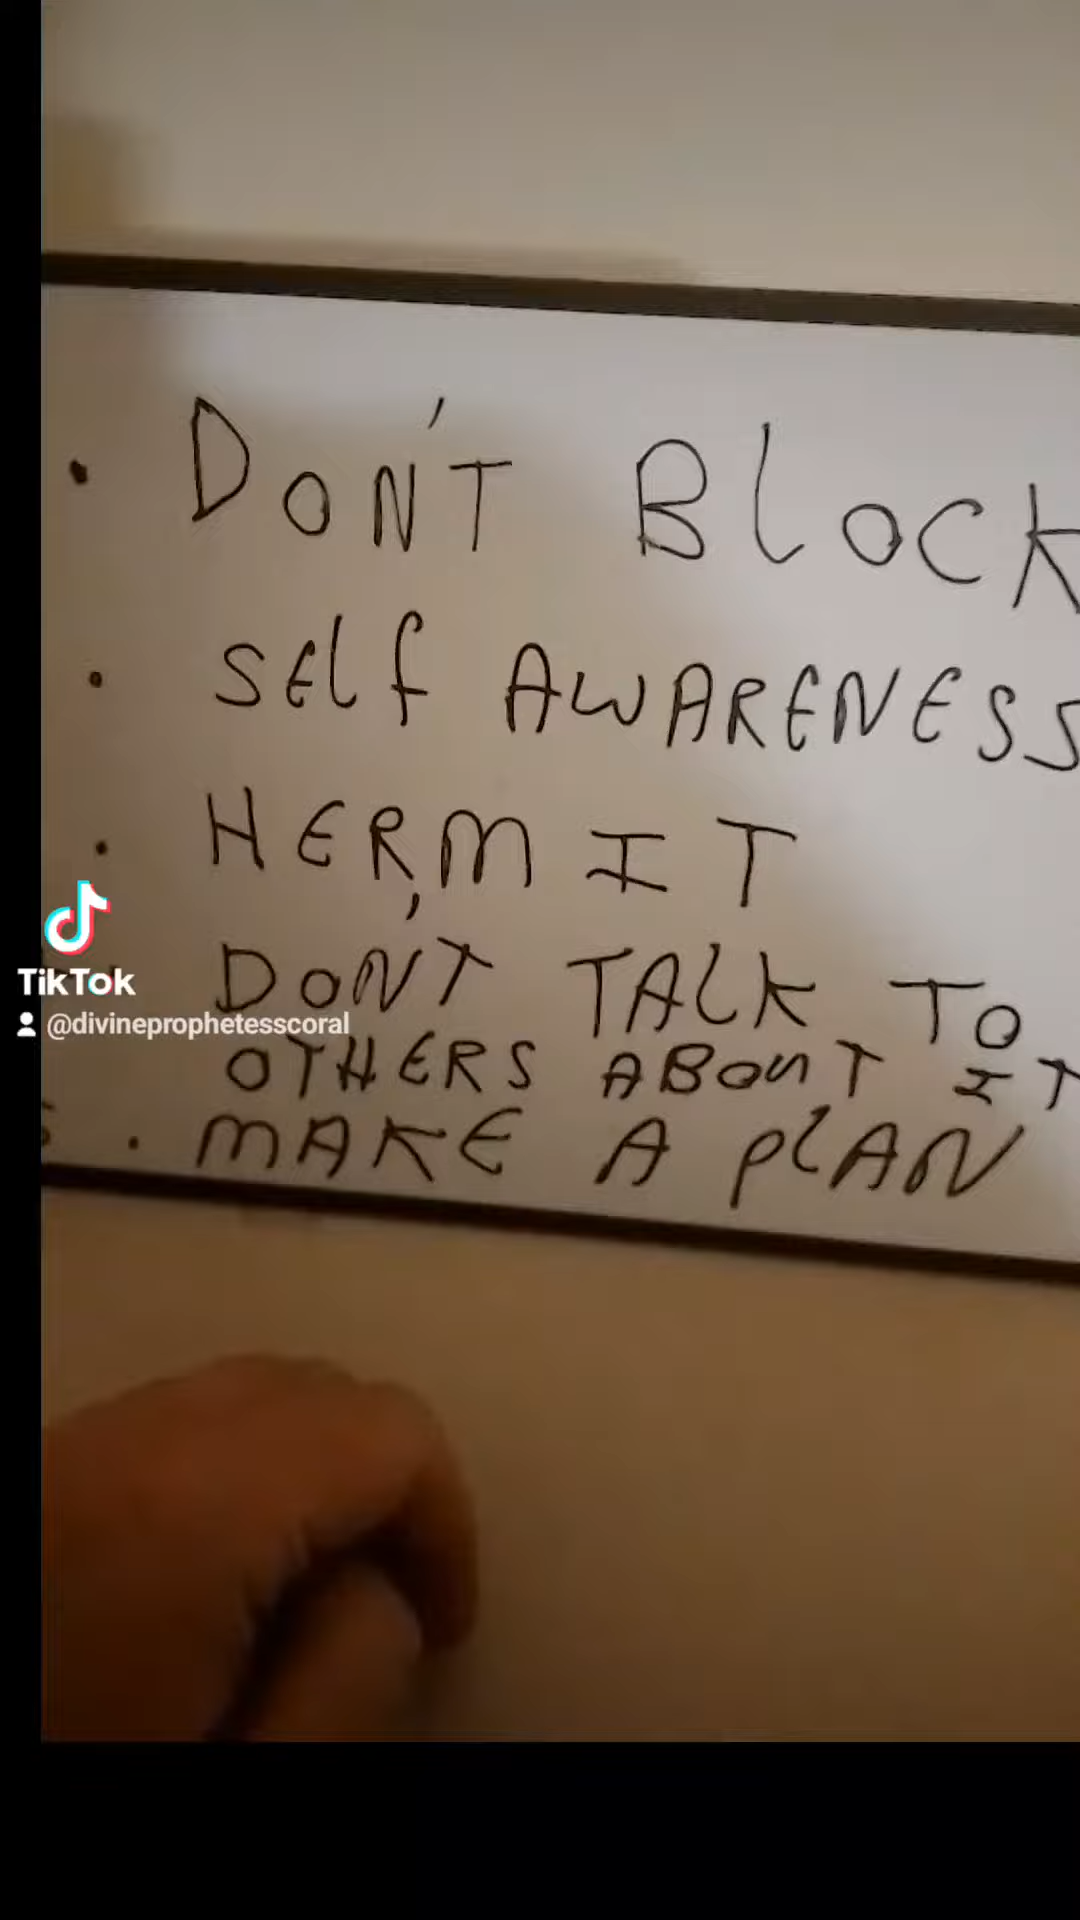 • DON'T BlOCK
• SElf AWARENESS
• HERMIT
DON'T TALK TO
OTHERS ABOUT IT
• MAKE A PlAN
TikTok
@divineprophetesscoral